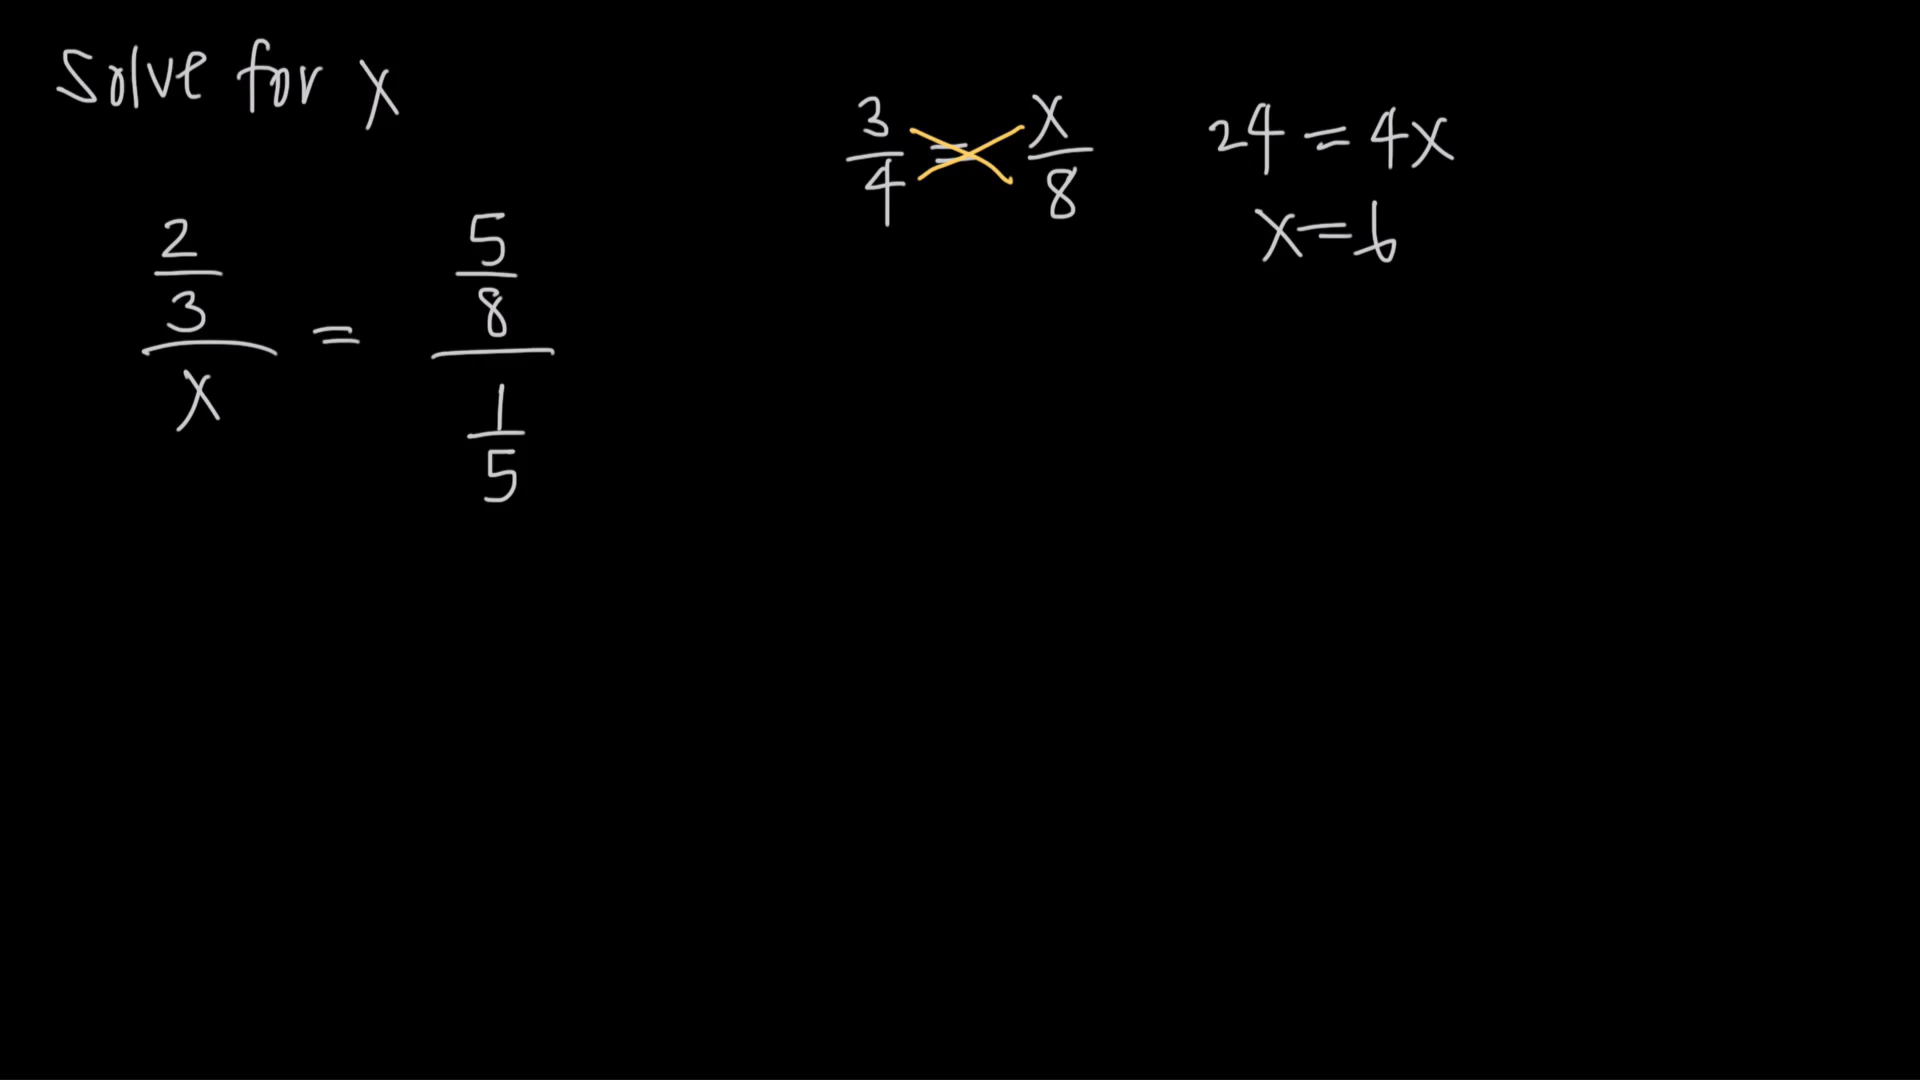 Solve for x
2/3 / x = 5/8 / 1/5
3/4 = x/8
24 = 4x
x = 6